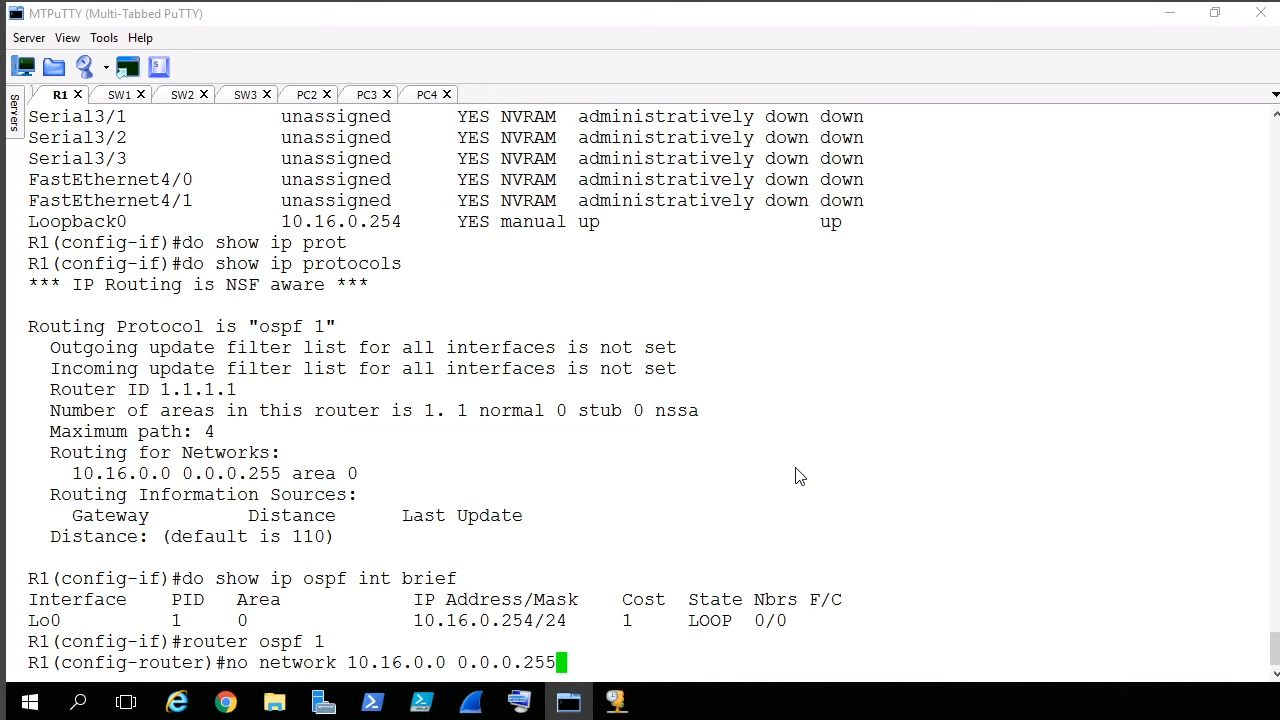 MTPuTTY (Multi-Tabbed PuTTY)
Server View Tools Help
R1 SW1 SW2 SW3 PC2 PC3 PC4
Servers
Serial3/1 unassigned YES NVRAM administratively down down
Serial3/2 unassigned YES NVRAM administratively down down
Serial3/3 unassigned YES NVRAM administratively down down
FastEthernet4/0 unassigned YES NVRAM administratively down down
FastEthernet4/1 unassigned YES NVRAM administratively down down
Loopback0 10.16.0.254 YES manual up up
R1(config-if)#do show ip prot
R1(config-if)#do show ip protocols
*** IP Routing is NSF aware ***
Routing Protocol is "ospf 1"
Outgoing update filter list for all interfaces is not set
Incoming update filter list for all interfaces is not set
Router ID 1.1.1.1
Number of areas in this router is 1. 1 normal 0 stub 0 nssa
Maximum path: 4
Routing for Networks:
10.16.0.0 0.0.0.255 area 0
Routing Information Sources:
Gateway Distance Last Update
Distance: (default is 110)
R1(config-if)#do show ip ospf int brief
Interface PID Area IP Address/Mask Cost State Nbrs F/C
Lo0 1 0 10.16.0.254/24 1 LOOP 0/0
R1(config-if)#router ospf 1
R1(config-router)#no network 10.16.0.0 0.0.0.255